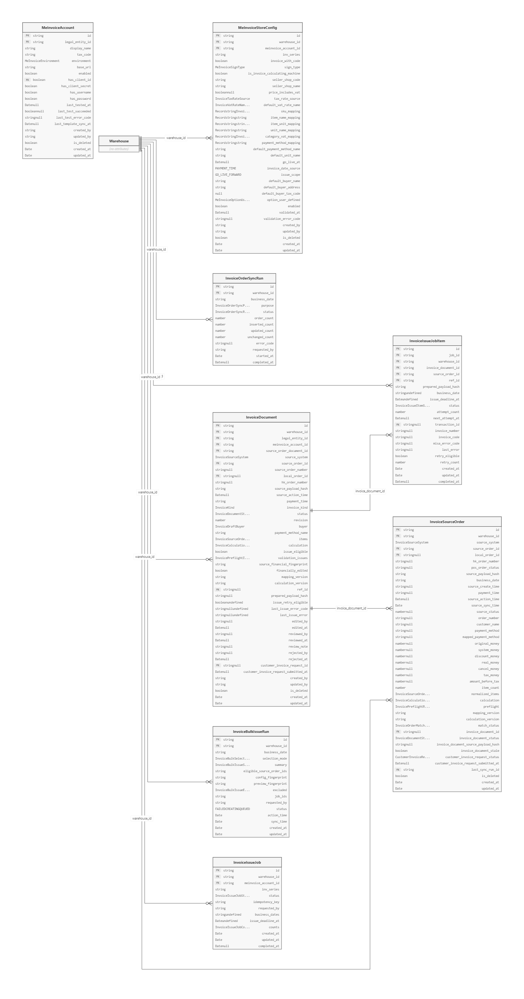 MeInvoiceAccount
PK string id
FK string legal_entity_id
string display_name
string tax_code
MeInvoiceEnvironment environment
string base_url
boolean enabled
FK boolean has_client_id
boolean has_client_secret
boolean has_username
boolean has_password
Datenull last_tested_at
booleannull last_test_succeeded
stringnull last_test_error_code
Datenull last_template_sync_at
string created_by
string updated_by
boolean is_deleted
Date created_at
Date updated_at
Warehouse
(no attributes)
warehouse_id
MeInvoiceStoreConfig
PK string id
FK string warehouse_id
FK string meinvoice_account_id
string inv_series
boolean invoice_with_code
MeInvoiceSignType sign_type
boolean is_invoice_calculating_machine
string seller_shop_code
string seller_shop_name
booleannull price_includes_vat
InvoiceTaxRateSource tax_rate_source
InvoiceVatRateNam... default_vat_rate_name
RecordstringInvoi... sku_mapping
Recordstringstring item_name_mapping
Recordstringstrin... item_unit_mapping
Recordstringstring unit_name_mapping
RecordstringInvoi... category_vat_mapping
Recordstringstring payment_method_mapping
string default_payment_method_name
string default_unit_name
Datenull go_live_at
PAYMENT_TIME invoice_date_source
GO_LIVE_FORWARD issue_scope
string default_buyer_name
string default_buyer_address
null default_buyer_tax_code
MeInvoiceOptionUs... option_user_defined
boolean enabled
Datenull validated_at
stringnull validation_error_code
string created_by
string updated_by
boolean is_deleted
Date created_at
Date updated_at
warehouse_id
InvoiceOrderSyncRun
PK string id
FK string warehouse_id
string business_date
InvoiceOrderSyncP... purpose
InvoiceOrderSyncR... status
number order_count
number inserted_count
number updated_count
number unchanged_count
stringnull error_code
string requested_by
Date started_at
Datenull completed_at
warehouse_id
InvoiceIssueJobItem
PK string id
FK string job_id
FK string warehouse_id
FK string invoice_document_id
FK string source_order_id
FK string ref_id
string prepared_payload_hash
stringundefined business_date
Dateundefined issue_deadline_at
InvoiceIssueItemS... status
number attempt_count
Datenull next_attempt_at
FK stringnull transaction_id
stringnull invoice_number
stringnull invoice_code
stringnull misa_error_code
stringnull last_error
boolean retry_eligible
number retry_count
Date created_at
Date updated_at
Datenull completed_at
InvoiceDocument
PK string id
FK string warehouse_id
FK string legal_entity_id
FK string meinvoice_account_id
FK string source_order_document_id
InvoiceSourceSystem source_system
FK string source_order_id
stringnull source_order_number
FK stringnull local_order_id
stringnull hk_order_number
string source_payload_hash
Datenull source_action_time
string payment_time
InvoiceKind invoice_kind
InvoiceDocumentSt... status
number revision
InvoiceDraftBuyer buyer
string payment_method_name
InvoiceSourceOrde... items
InvoiceCalculatio... calculation
boolean issue_eligible
InvoicePreflightI... validation_issues
string source_financial_fingerprint
boolean financially_edited
string mapping_version
string calculation_version
FK stringnull ref_id
stringnull prepared_payload_hash
booleanundefined issue_retry_eligible
stringnullundefined last_issue_error_code
stringnullundefined last_issue_error
stringnull edited_by
Datenull edited_at
stringnull reviewed_by
Datenull reviewed_at
stringnull review_note
stringnull rejected_by
Datenull rejected_at
FK stringnull customer_invoice_request_id
Datenull customer_invoice_request_submitted_at
string created_by
string updated_by
boolean is_deleted
Date created_at
Date updated_at
warehouse_id
invoice_document_id
warehouse_id
invoice_document_id
InvoiceSourceOrder
PK string id
FK string warehouse_id
InvoiceSourceSystem source_system
FK string source_order_id
FK stringnull local_order_id
stringnull hk_order_number
stringnull pos_order_status
string source_payload_hash
string business_date
stringnull source_create_time
stringnull payment_time
Datenull source_action_time
Date source_sync_time
numbernull source_status
stringnull order_number
stringnull customer_name
stringnull payment_method
stringnull mapped_payment_method
numbernull original_money
numbernull system_money
numbernull discount_money
numbernull real_money
numbernull cancel_money
numbernull tax_money
numbernull amount_before_tax
number item_count
InvoiceSourceOrde... normalized_items
InvoiceCalculatio... calculation
InvoicePreflightR... preflight
string mapping_version
string calculation_version
InvoiceOrderMatch... match_status
FK stringnull invoice_document_id
InvoiceDocumentSt... invoice_document_status
stringnull invoice_document_source_payload_hash
boolean invoice_document_stale
CustomerInvoiceRe... customer_invoice_request_status
Datenull customer_invoice_request_submitted_at
FK string last_sync_run_id
boolean is_deleted
Date created_at
Date updated_at
InvoiceBulkIssueRun
PK string id
FK string warehouse_id
string business_date
InvoiceBulkSelect... selection_mode
InvoiceBulkIssueS... summary
string eligible_source_order_ids
string config_fingerprint
string preview_fingerprint
InvoiceBulkIssueE... excluded
string job_ids
string requested_by
FAILEDCREATINGQUEUED status
Date action_time
Date sync_time
Date created_at
Date updated_at
warehouse_id
InvoiceIssueJob
PK string id
FK string warehouse_id
FK string meinvoice_account_id
string inv_series
InvoiceIssueJobSt... status
string idempotency_key
string requested_by
stringundefined business_dates
Dateundefined issue_deadline_at
InvoiceIssueJobCo... counts
Date created_at
Date updated_at
Datenull completed_at